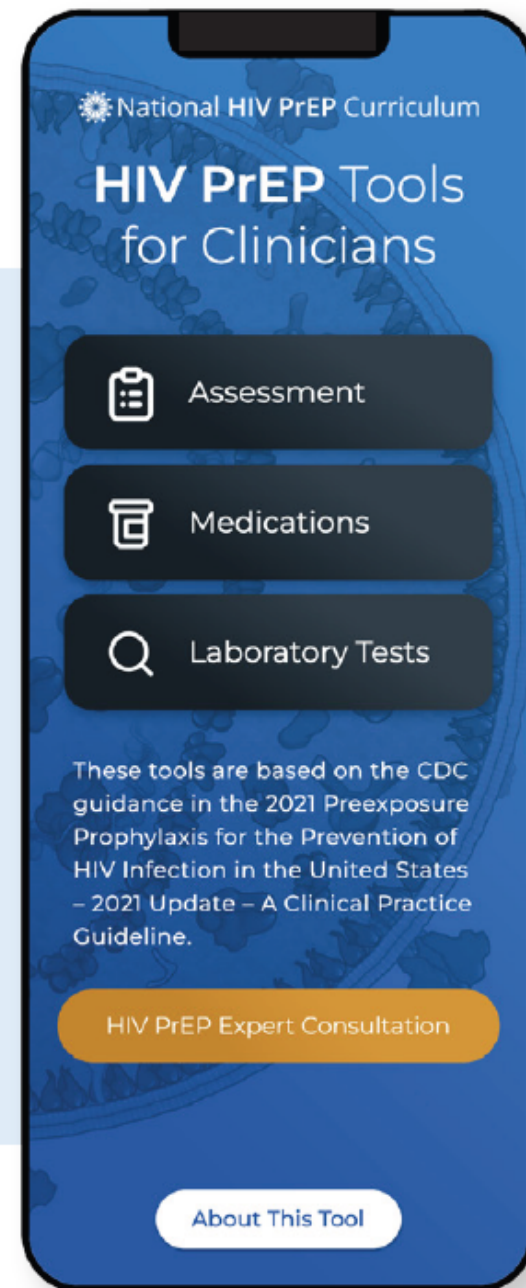 National HIV PrEP Curriculum
HIV PrEP Tools
for Clinicians
Assessment
Medications
Laboratory Tests
These tools are based on the CDC
guidance in the 2021 Preexposure
Prophylaxis for the Prevention of
HIV Infection in the United States
– 2021 Update – A Clinical Practice
Guideline.
HIV PrEP Expert Consultation
About This Tool